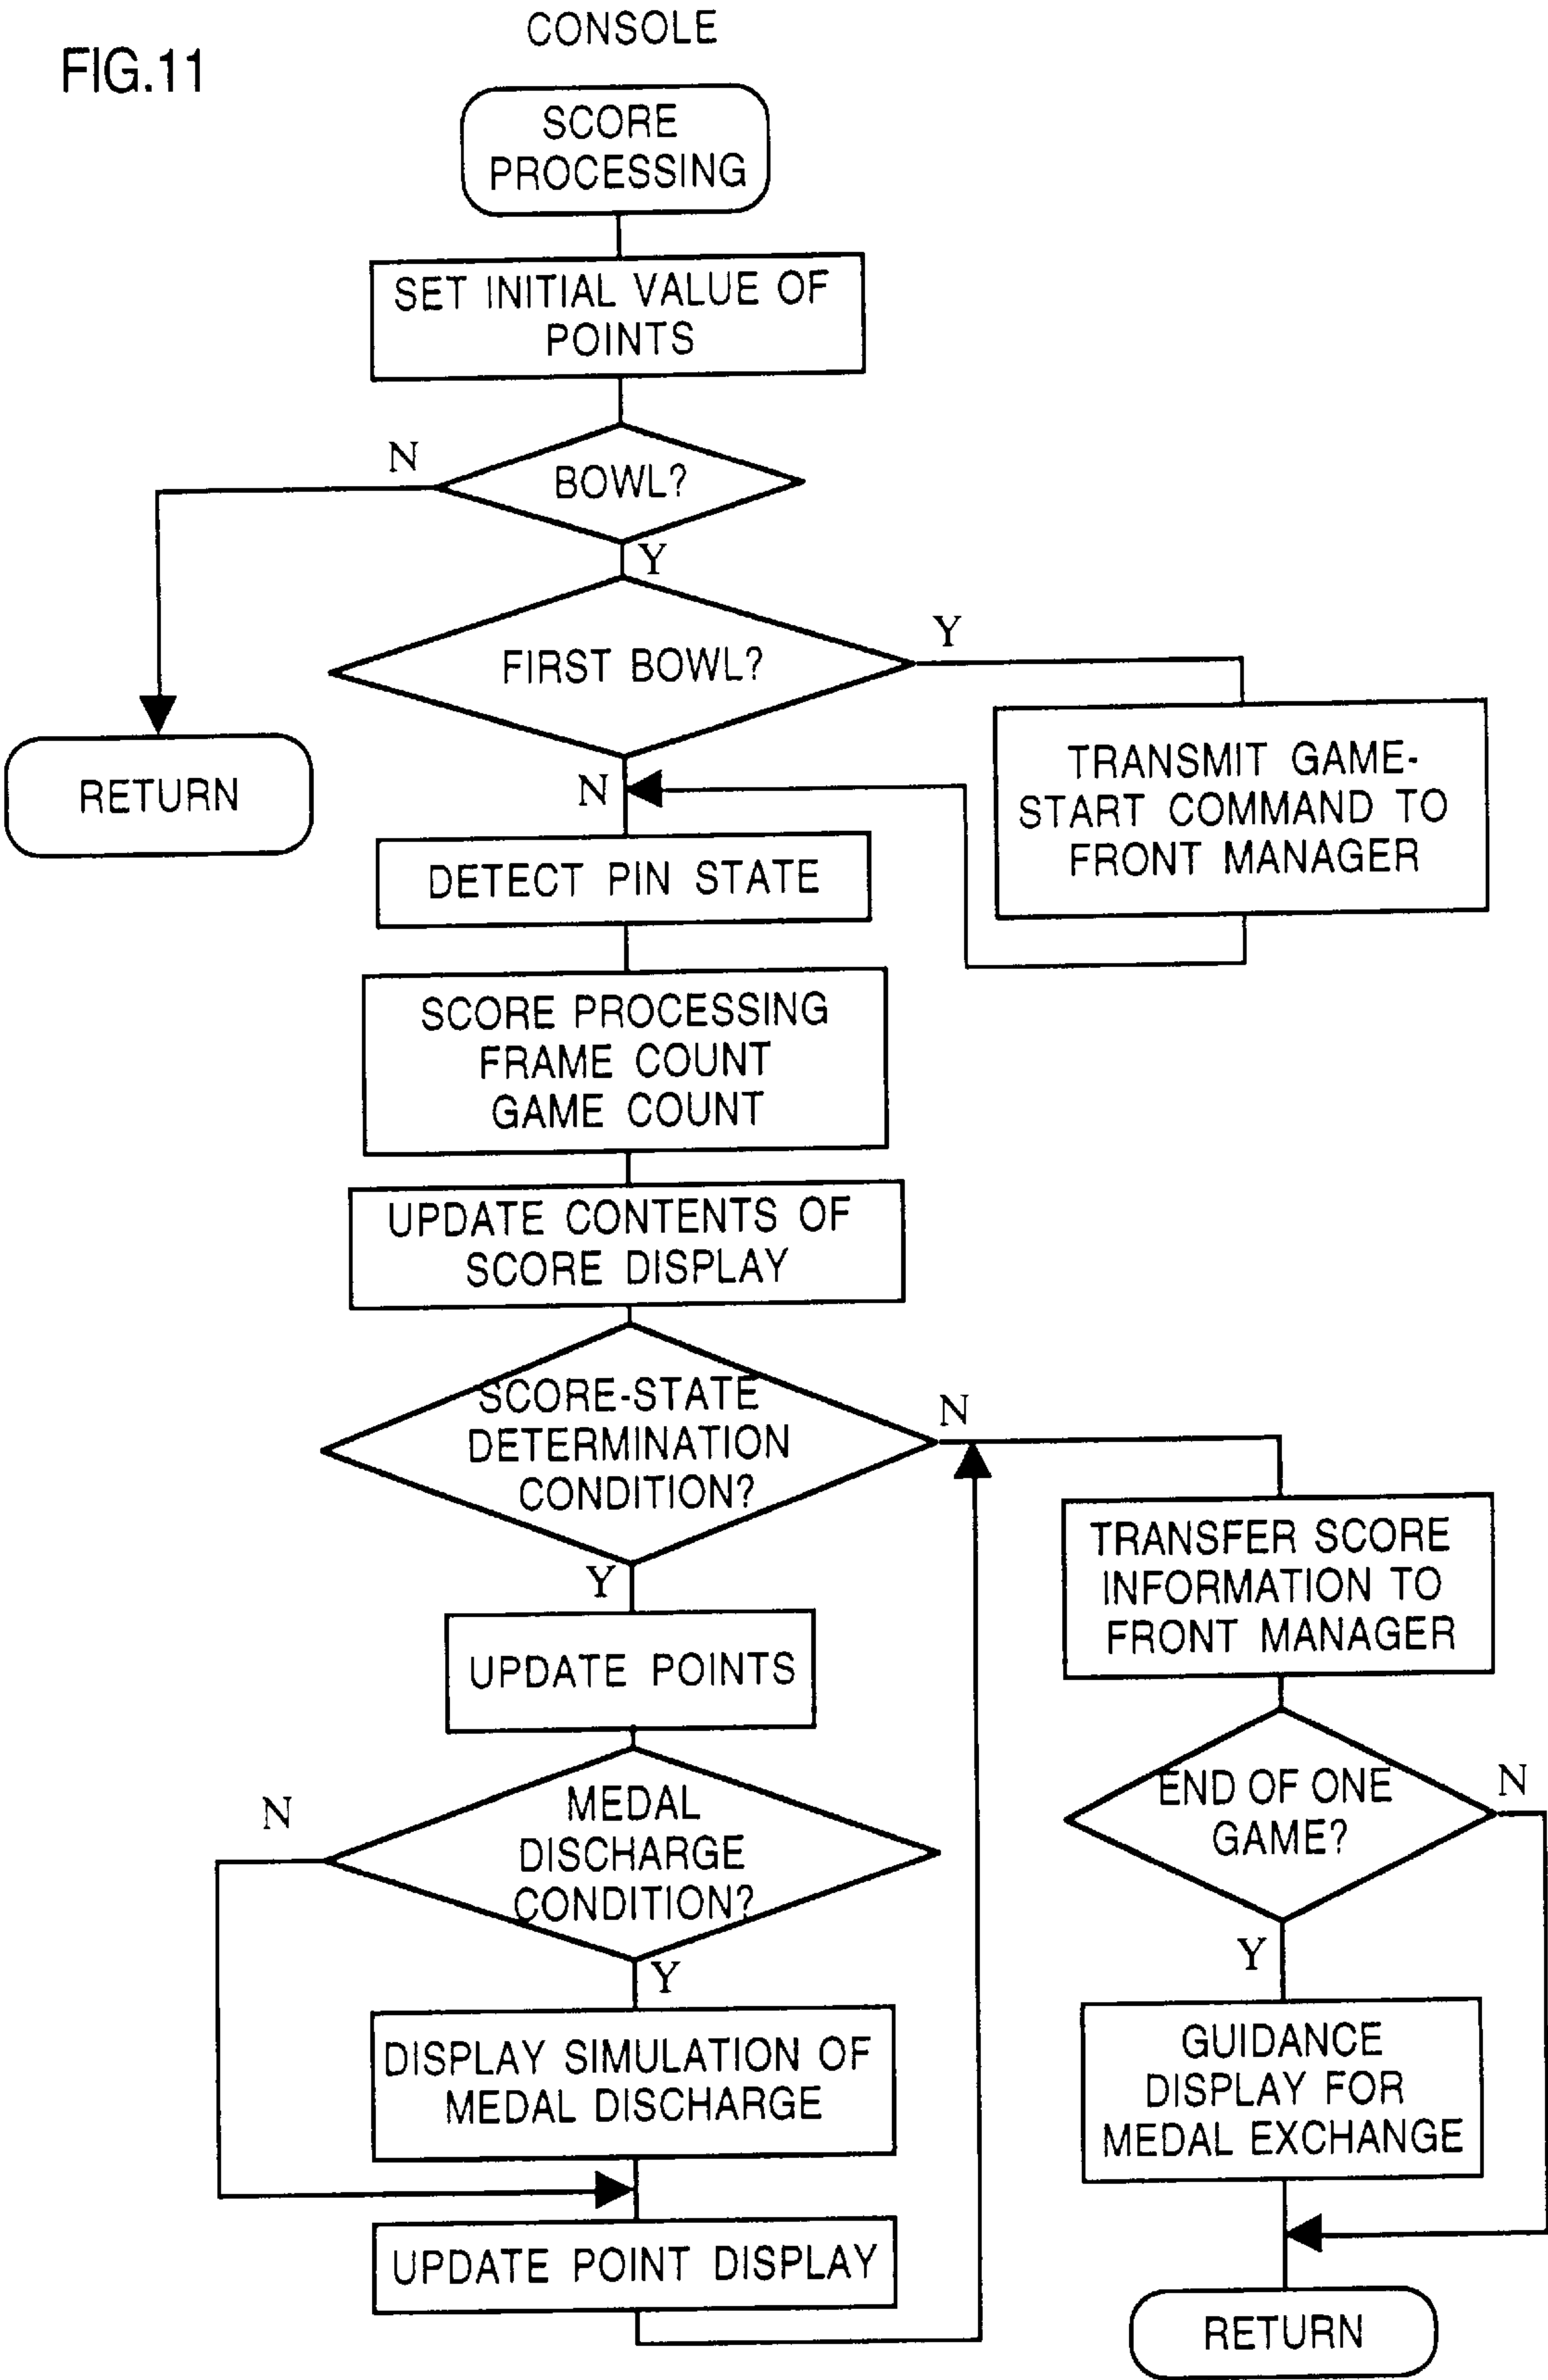 FIG.11
CONSOLE
SCORE
PROCESSING
SET INITIAL VALUE OF
POINTS
N
BOWL?
Y
FIRST BOWL?
Y
RETURN
N
TRANSMIT GAME-
START COMMAND TO
FRONT MANAGER
DETECT PIN STATE
SCORE PROCESSING
FRAME COUNT
GAME COUNT
UPDATE CONTENTS OF
SCORE DISPLAY
SCORE-STATE
DETERMINATION
CONDITION?
N
Y
TRANSFER SCORE
INFORMATION TO
FRONT MANAGER
UPDATE POINTS
N
MEDAL
DISCHARGE
CONDITION?
Y
END OF ONE
GAME?
N
Y
DISPLAY SIMULATION OF
MEDAL DISCHARGE
GUIDANCE
DISPLAY FOR
MEDAL EXCHANGE
UPDATE POINT DISPLAY
RETURN